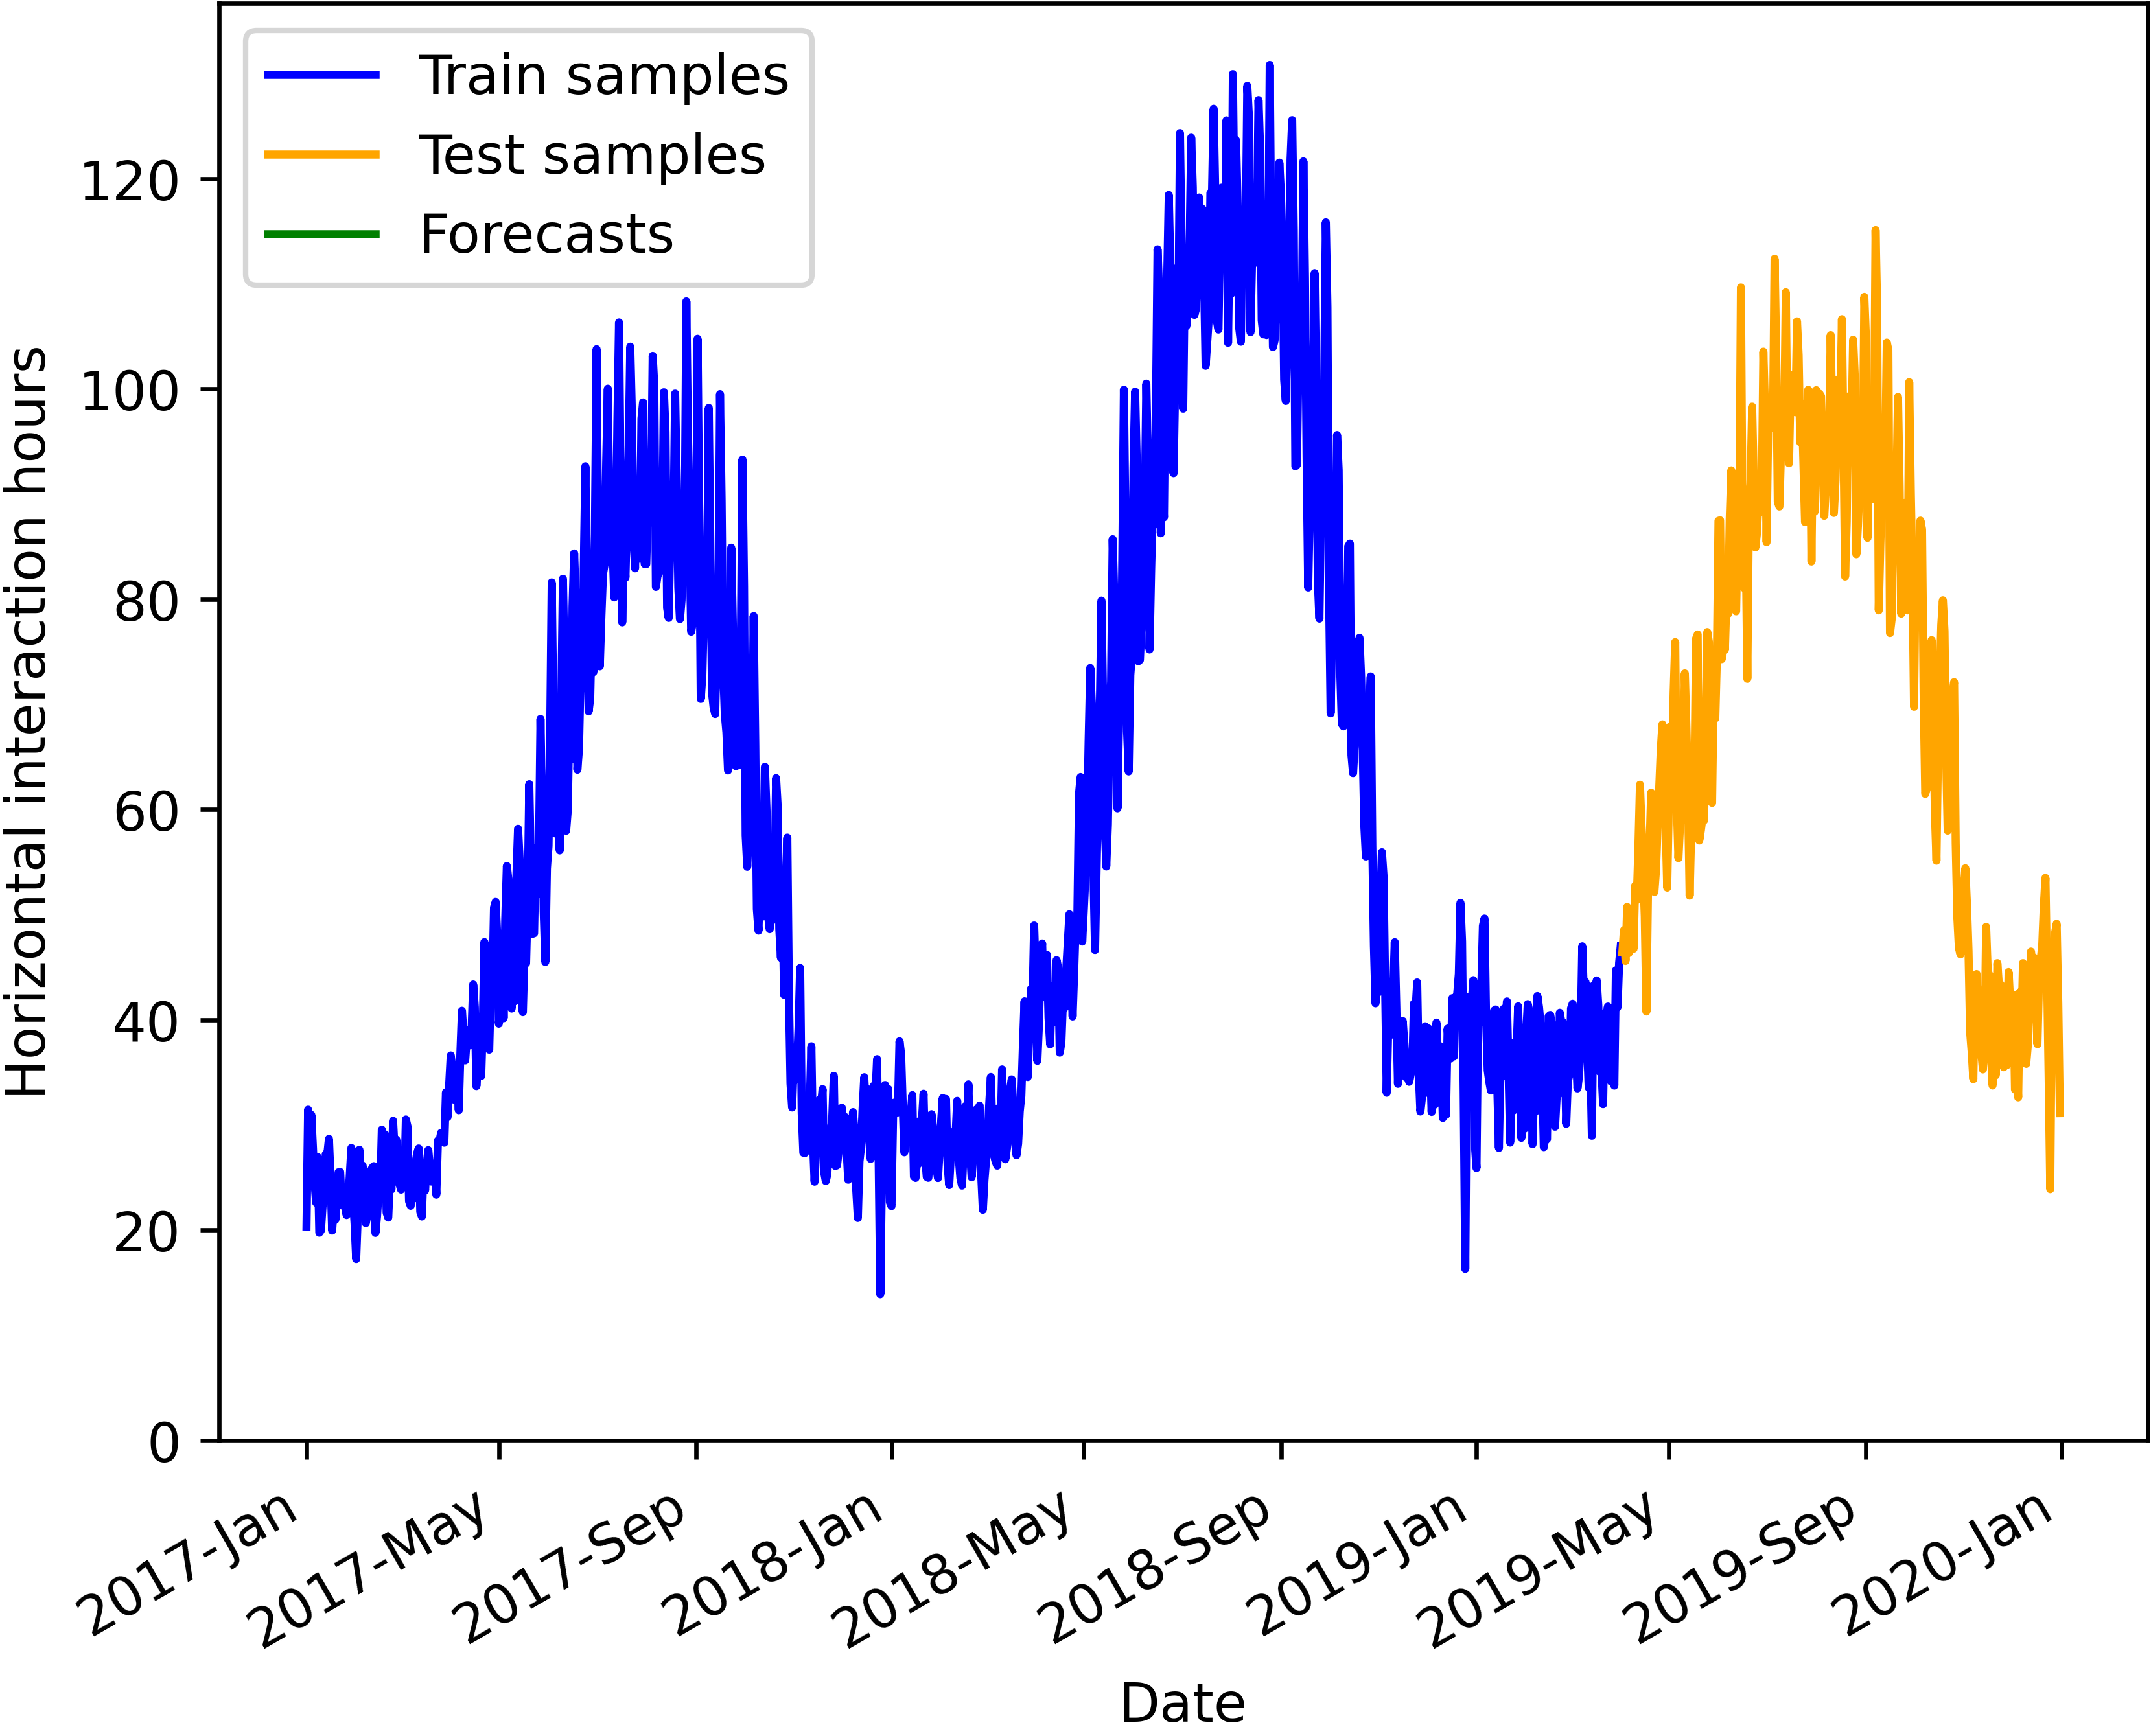 Train samples
Test samples
Forecasts
120
100
80
60
40
20
0
Horizontal interaction hours
2017-Jan
2017-May
2017-Sep
2018-Jan
2018-May
2018-Sep
2019-Jan
2019-May
2019-Sep
2020-Jan
Date